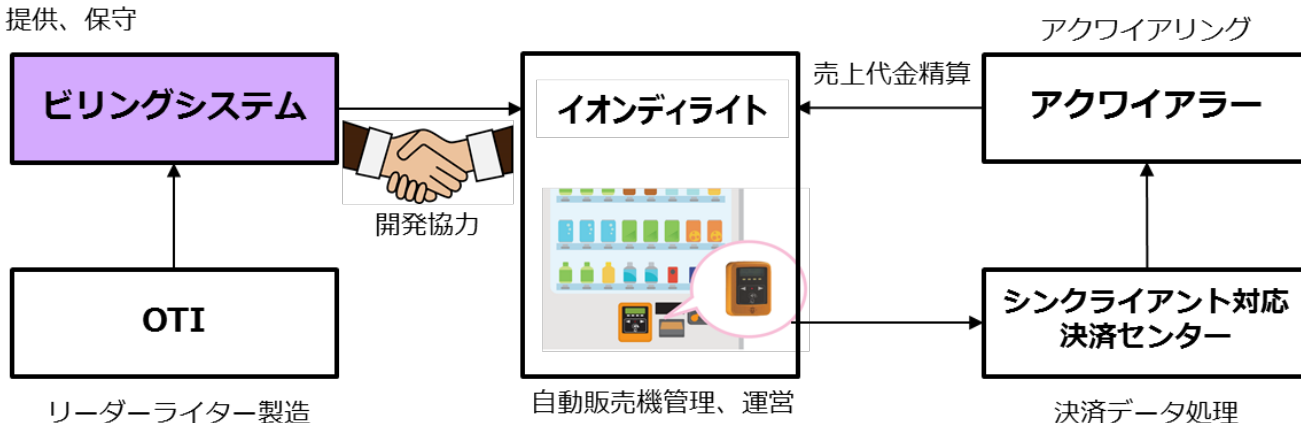 提供、保守
ビリングシステム
開発協力
OTI
リーダーライター製造
イオンディライト
自動販売機管理、運営
売上代金精算
アクワイアリング
アクワイアラー
シンクライアント対応
決済センター
決済データ処理